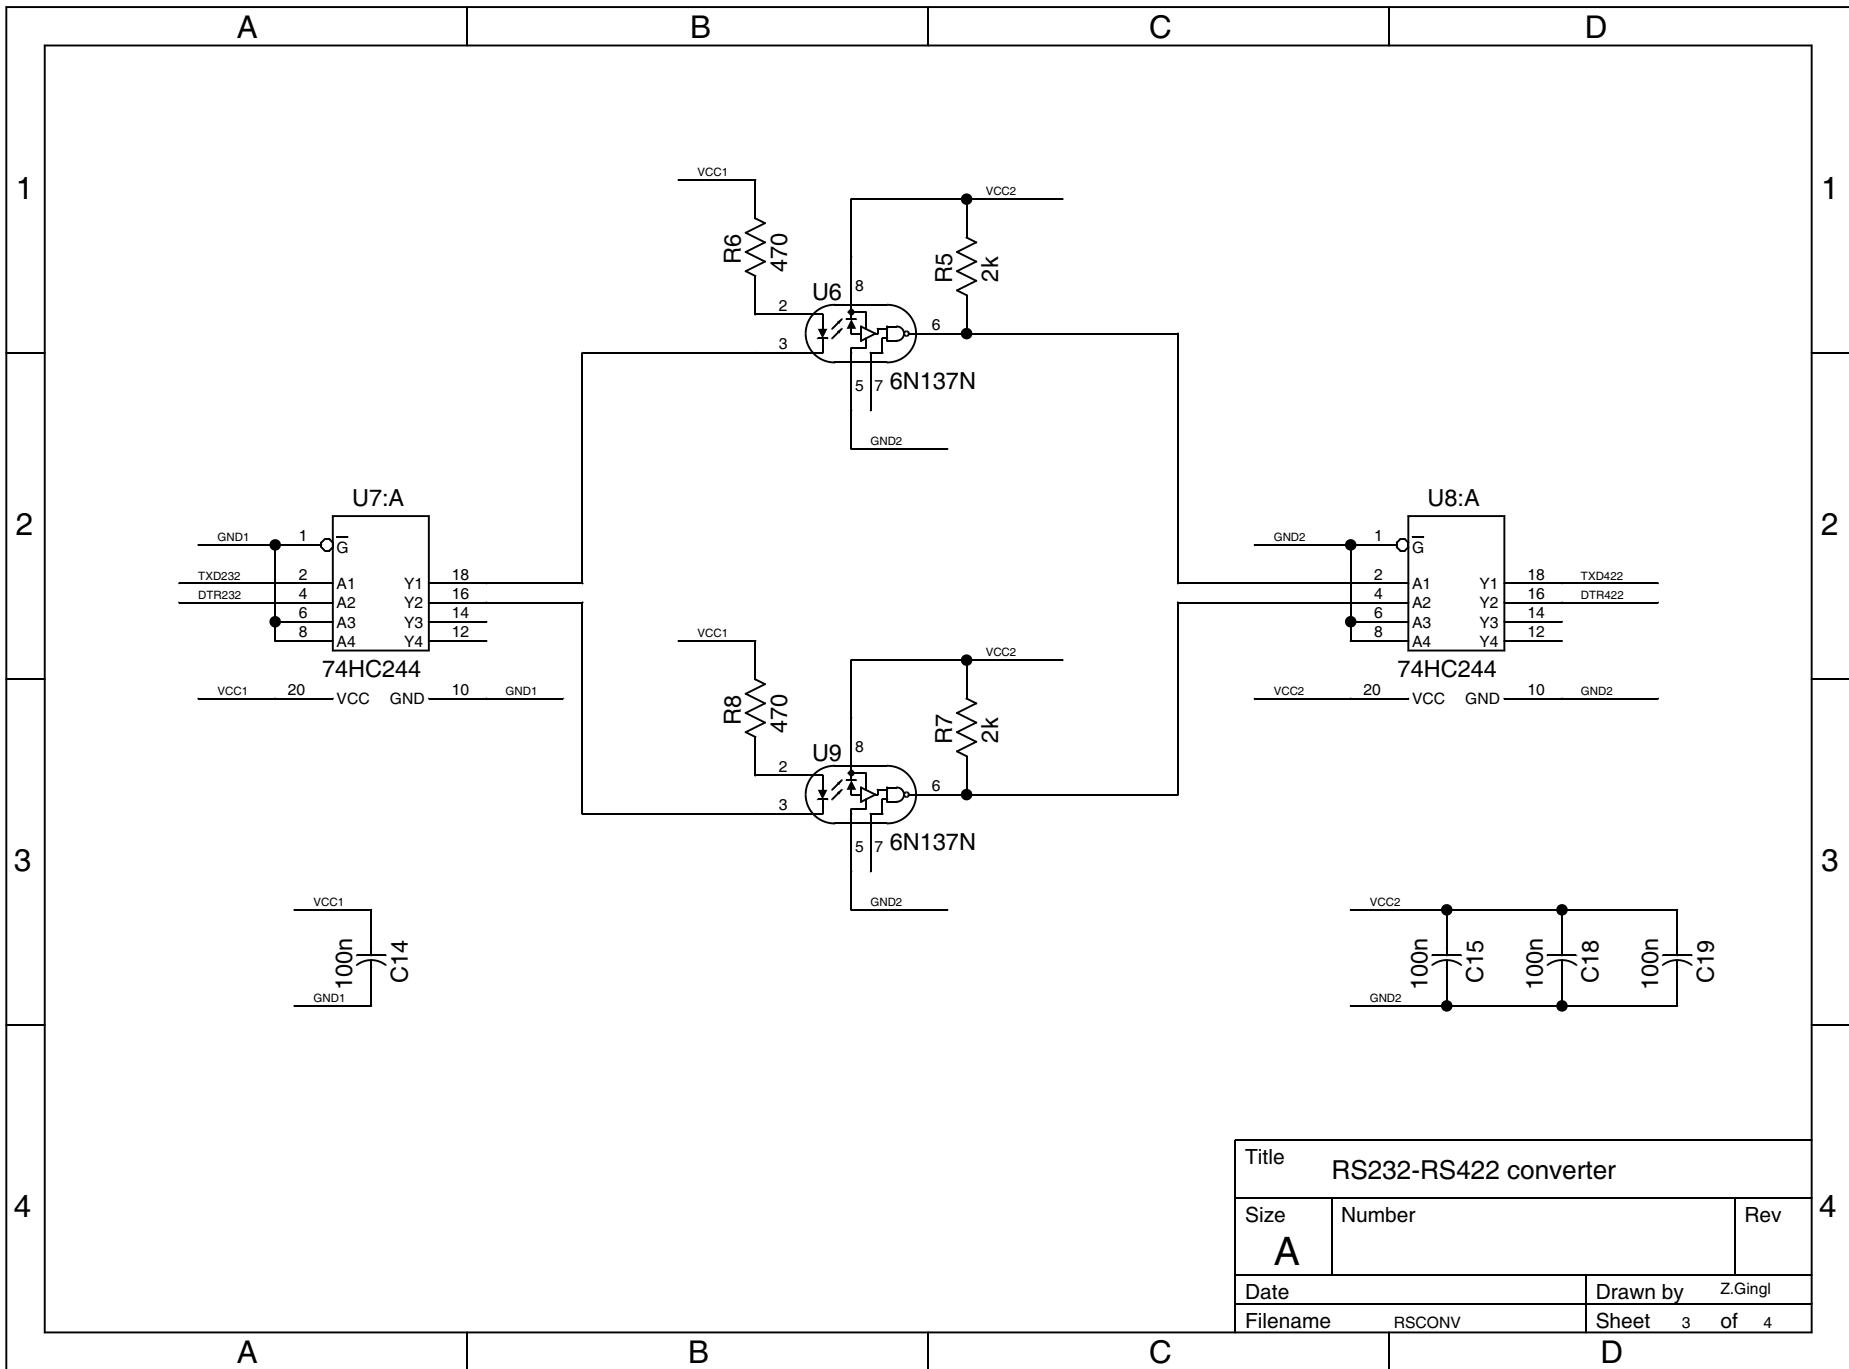 A B C D
1 1
VCC1
VCC2
R6 470
R5 2k
U6 8
2
6
3
5 7 6N137N
GND2
2 2
U7:A
GND1 1 G
TXD232 2 A1 Y1 18
DTR232 4 A2 Y2 16
6 A3 Y3 14
8 A4 Y4 12
74HC244
VCC1 20 VCC GND 10 GND1
U8:A
GND2 1 G
2 A1 Y1 18 TXD422
4 A2 Y2 16 DTR422
6 A3 Y3 14
8 A4 Y4 12
74HC244
VCC2 20 VCC GND 10 GND2
VCC1
VCC2
R8 470
R7 2k
U9 8
2
6
3
5 7 6N137N
GND2
3 3
VCC1
100n C14
GND1
VCC2
100n C15 100n C18 100n C19
GND2
4 4
Title RS232-RS422 converter
Size Number Rev
A
Date Drawn by Z.Gingl
Filename RSCONV Sheet 3 of 4
A B C D